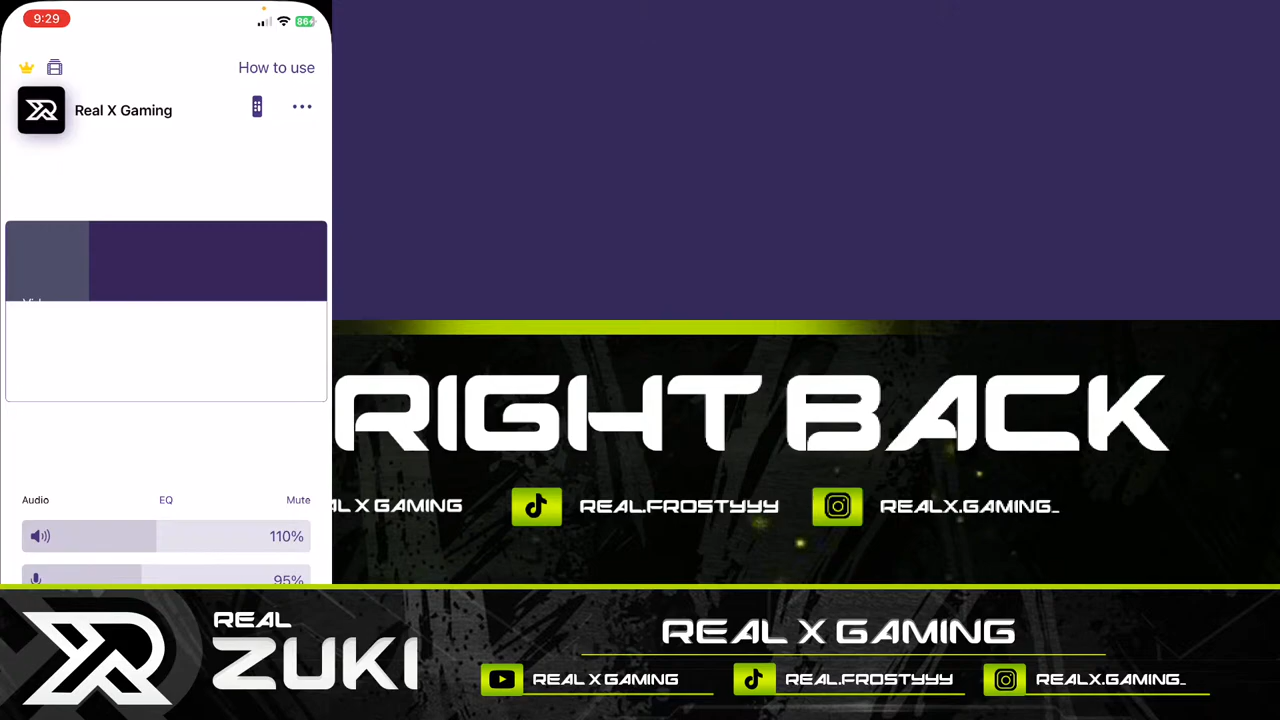 9:29
86
How to use
Real X Gaming
Audio EQ Mute
110%
95%
RIGHT BACK
L X GAMING REAL.FROSTYYY REALX.GAMING_
REAL
ZUKI
REAL X GAMING
REAL X GAMING REAL.FROSTYYY REALX.GAMING_